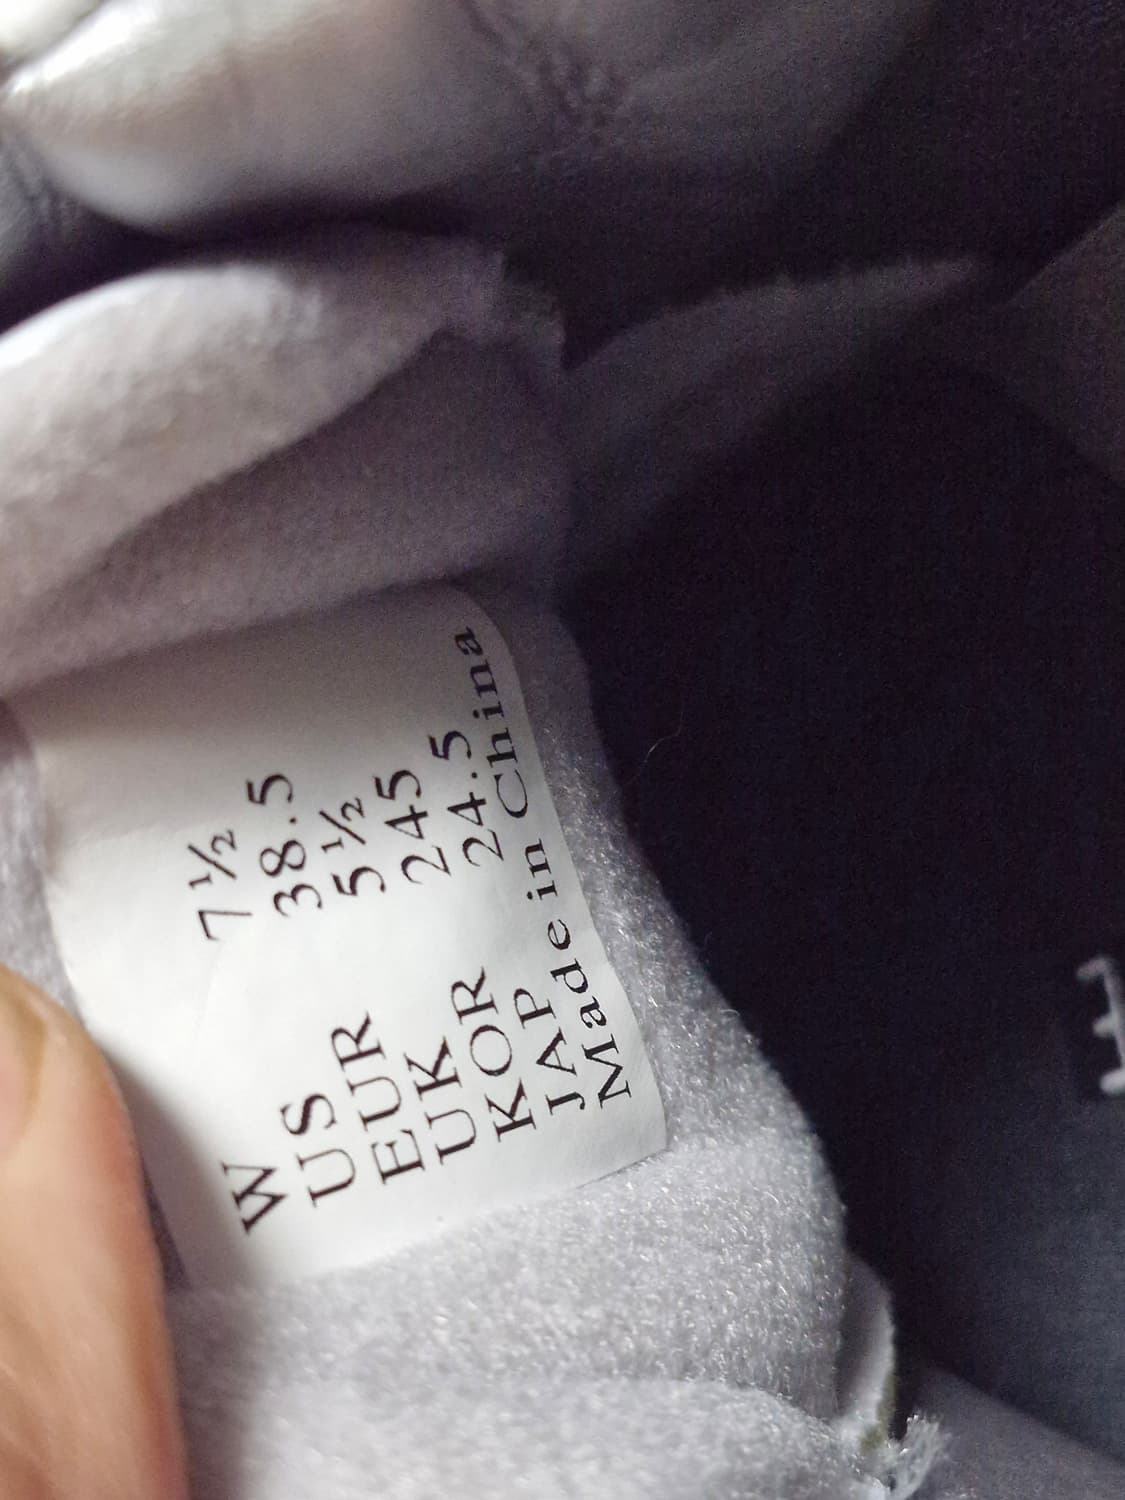 W
US 7½
EUR 38.5
UK 5½
KOR 245
JAP 24.5
Made in China